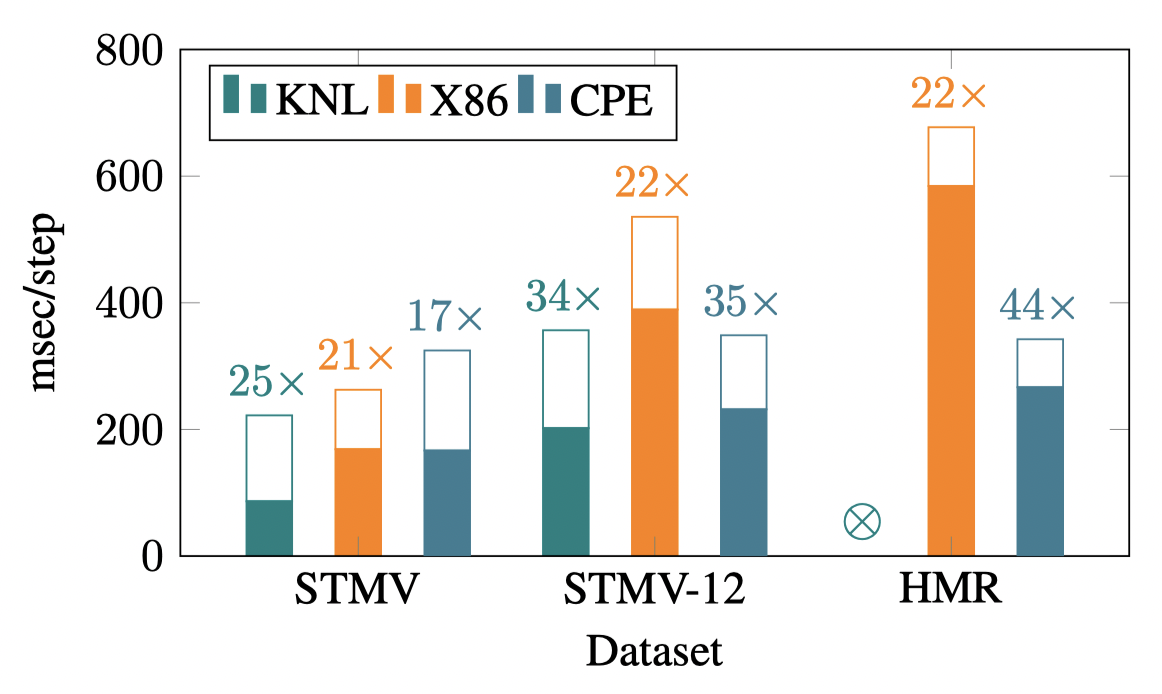 800
KNL X86 CPE
22×
600
22×
msec/step
400
34×
35×
44×
17×
21×
25×
200
0
STMV
STMV-12
HMR
Dataset